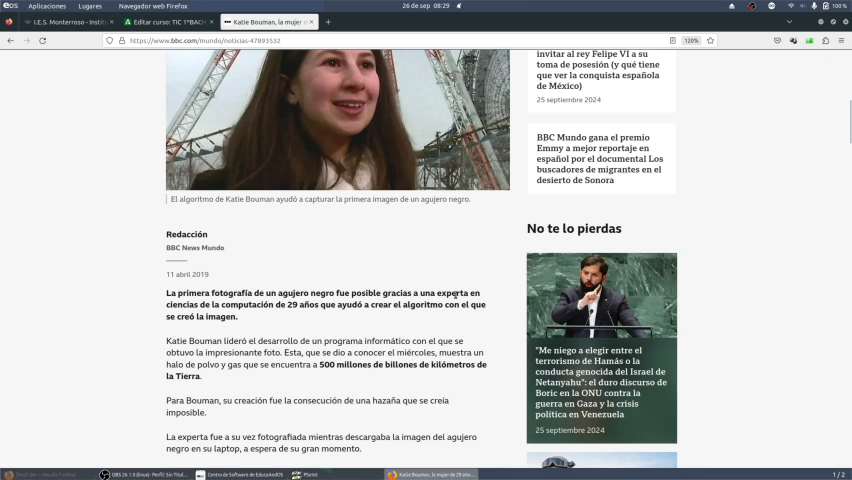 eos Aplicaciones Lugares Navegador web Firefox 26 de sep 08:29 100 %
I.E.S. Monterroso - Institu
Editar curso: TIC 1ºBACH
Katie Bouman, la mujer d
https://www.bbc.com/mundo/noticias-47893532
120%
El algoritmo de Katie Bouman ayudó a capturar la primera imagen de un agujero negro.
Redacción
BBC News Mundo
11 abril 2019
La primera fotografía de un agujero negro fue posible gracias a una experta en
ciencias de la computación de 29 años que ayudó a crear el algoritmo con el que
se creó la imagen.
Katie Bouman lideró el desarrollo de un programa informático con el que se
obtuvo la impresionante foto. Esta, que se dio a conocer el miércoles, muestra un
halo de polvo y gas que se encuentra a 500 millones de billones de kilómetros de
la Tierra.
Para Bouman, su creación fue la consecución de una hazaña que se creía
imposible.
La experta fue a su vez fotografiada mientras descargaba la imagen del agujero
negro en su laptop, a espera de su gran momento.
invitar al rey Felipe VI a su
toma de posesión (y qué tiene
que ver la conquista española
de México)
25 septiembre 2024
BBC Mundo gana el premio
Emmy a mejor reportaje en
español por el documental Los
buscadores de migrantes en el
desierto de Sonora
No te lo pierdas
"Me niego a elegir entre el
terrorismo de Hamás o la
conducta genocida del Israel de
Netanyahu": el duro discurso de
Boric en la ONU contra la
guerra en Gaza y la crisis
política en Venezuela
25 septiembre 2024
OBS 26.1.0 (linux) - Perfil: Sin Títul...
Centro de Software de EducaAndOS
PSeInt
Katie Bouman, la mujer de 29 año...
1 / 2